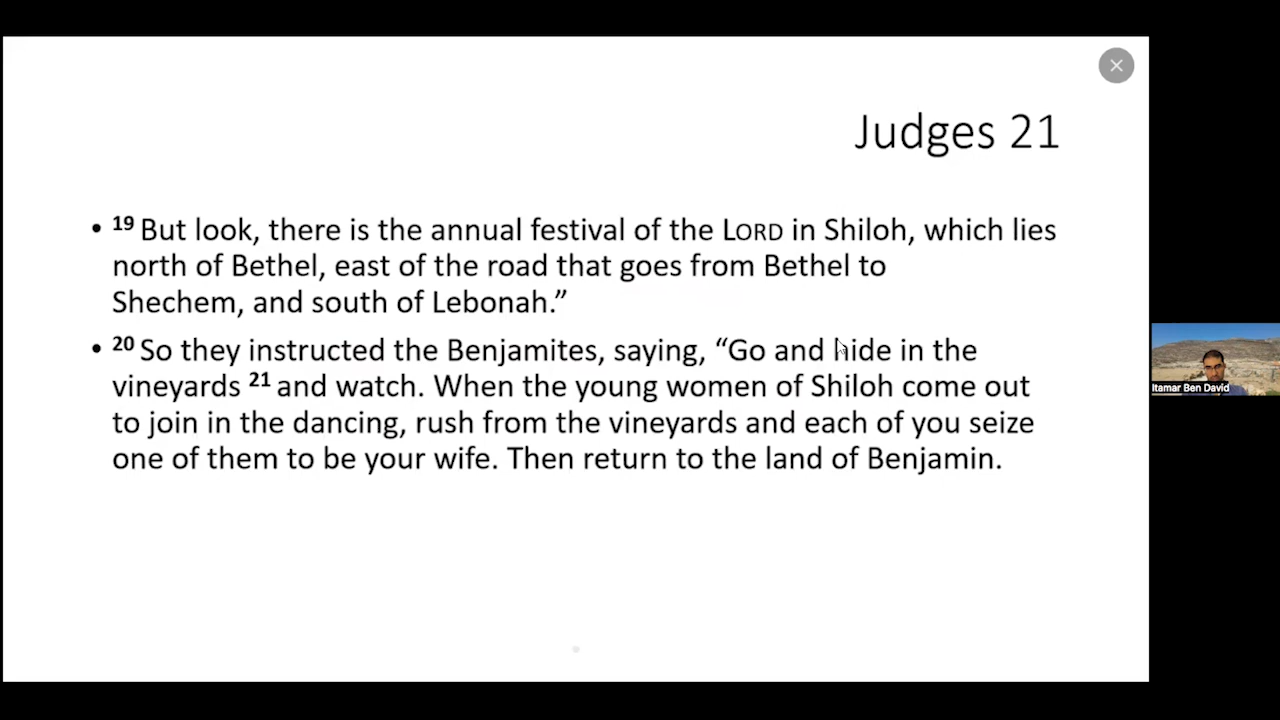 Judges 21
• 19 But look, there is the annual festival of the LORD in Shiloh, which lies
north of Bethel, east of the road that goes from Bethel to
Shechem, and south of Lebonah.”
• 20 So they instructed the Benjamites, saying, “Go and hide in the
vineyards 21 and watch. When the young women of Shiloh come out
to join in the dancing, rush from the vineyards and each of you seize
one of them to be your wife. Then return to the land of Benjamin.
Itamar Ben David